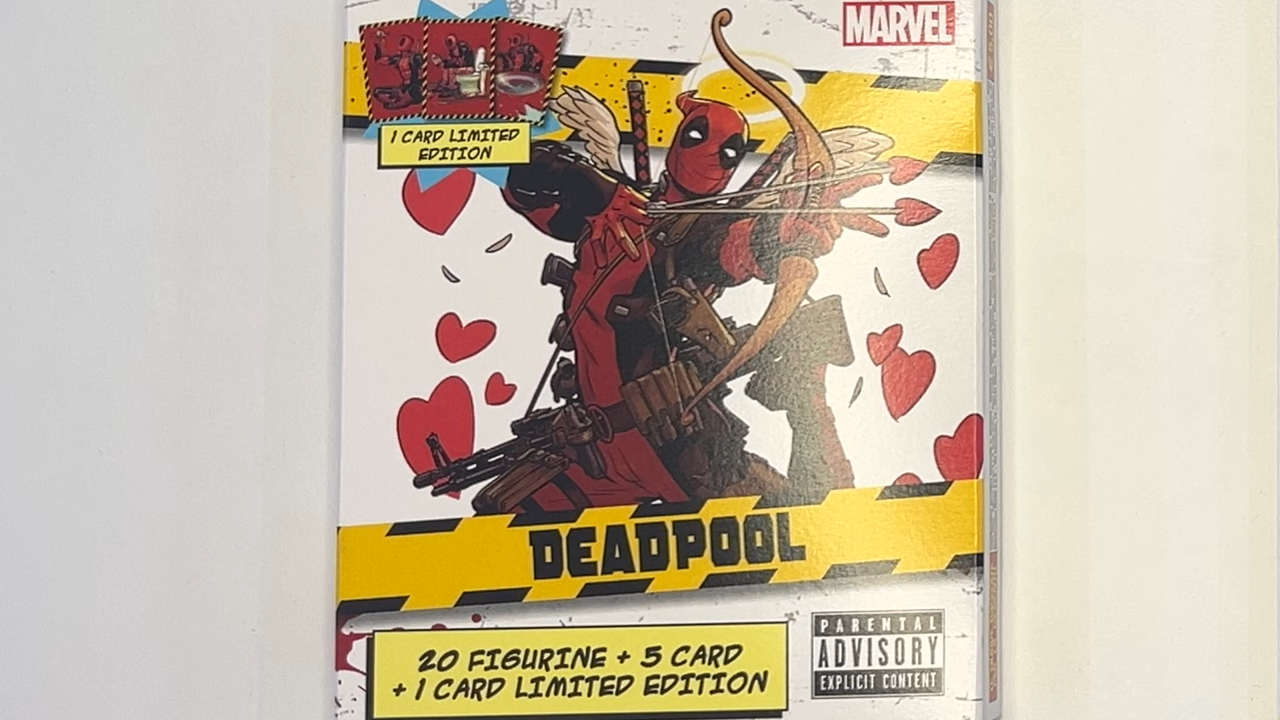 MARVEL
1 CARD LIMITED
EDITION
DEADPOOL
20 FIGURINE + 5 CARD
+ 1 CARD LIMITED EDITION
PARENTAL
ADVISORY
EXPLICIT CONTENT